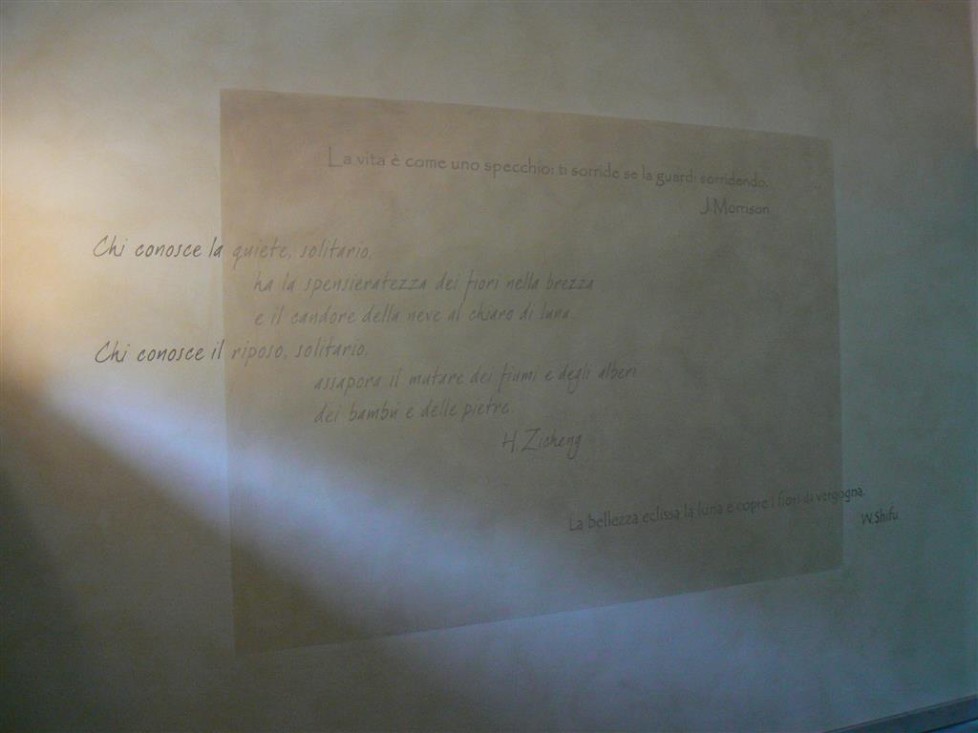 La vita è come uno specchio: ti sorride se la guardi sorridendo.
J.Morrison
Chi conosce la quiete, solitario,
ha la spensieratezza dei fiori nella brezza
e il candore della neve al chiaro di luna.
Chi conosce il riposo, solitario,
assapora il mutare dei fiumi e degli alberi
dei bambù e delle pietre.
H.Zicheng
La bellezza eclissa la luna e copre i fiori di vergogna.
W.Shifu